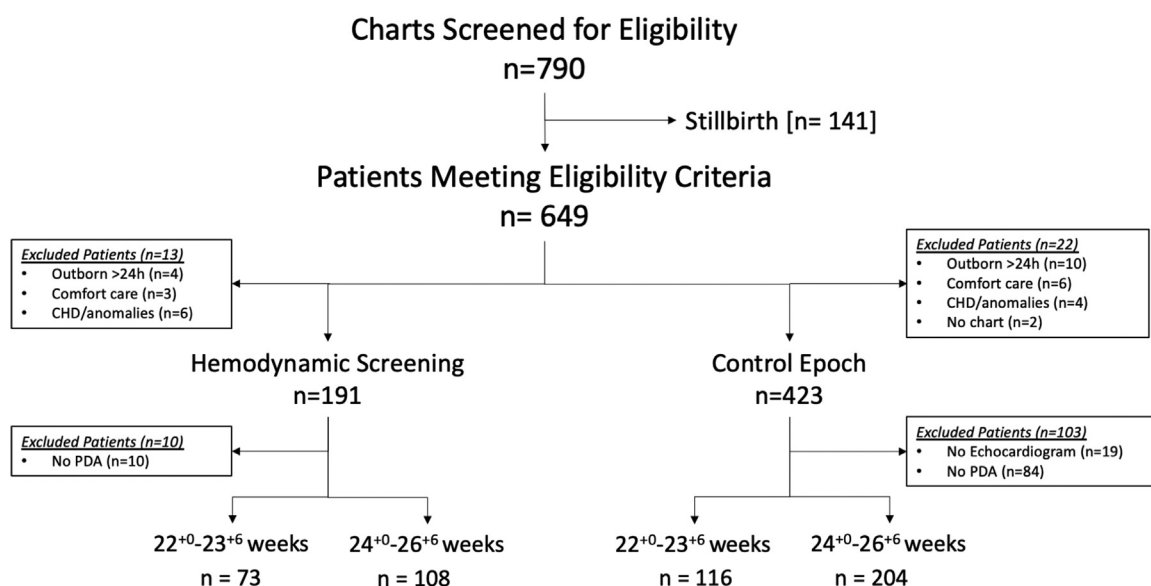 Charts Screened for Eligibility
n=790
Stillbirth [n= 141]
Patients Meeting Eligibility Criteria
n= 649
Excluded Patients (n=13)
• Outborn >24h (n=4)
• Comfort care (n=3)
• CHD/anomalies (n=6)
Excluded Patients (n=22)
• Outborn >24h (n=10)
• Comfort care (n=6)
• CHD/anomalies (n=4)
• No chart (n=2)
Hemodynamic Screening
n=191
Control Epoch
n=423
Excluded Patients (n=10)
• No PDA (n=10)
Excluded Patients (n=103)
• No Echocardiogram (n=19)
• No PDA (n=84)
22⁺⁰-23⁺⁶ weeks
n = 73
24⁺⁰-26⁺⁶ weeks
n = 108
22⁺⁰-23⁺⁶ weeks
n = 116
24⁺⁰-26⁺⁶ weeks
n = 204